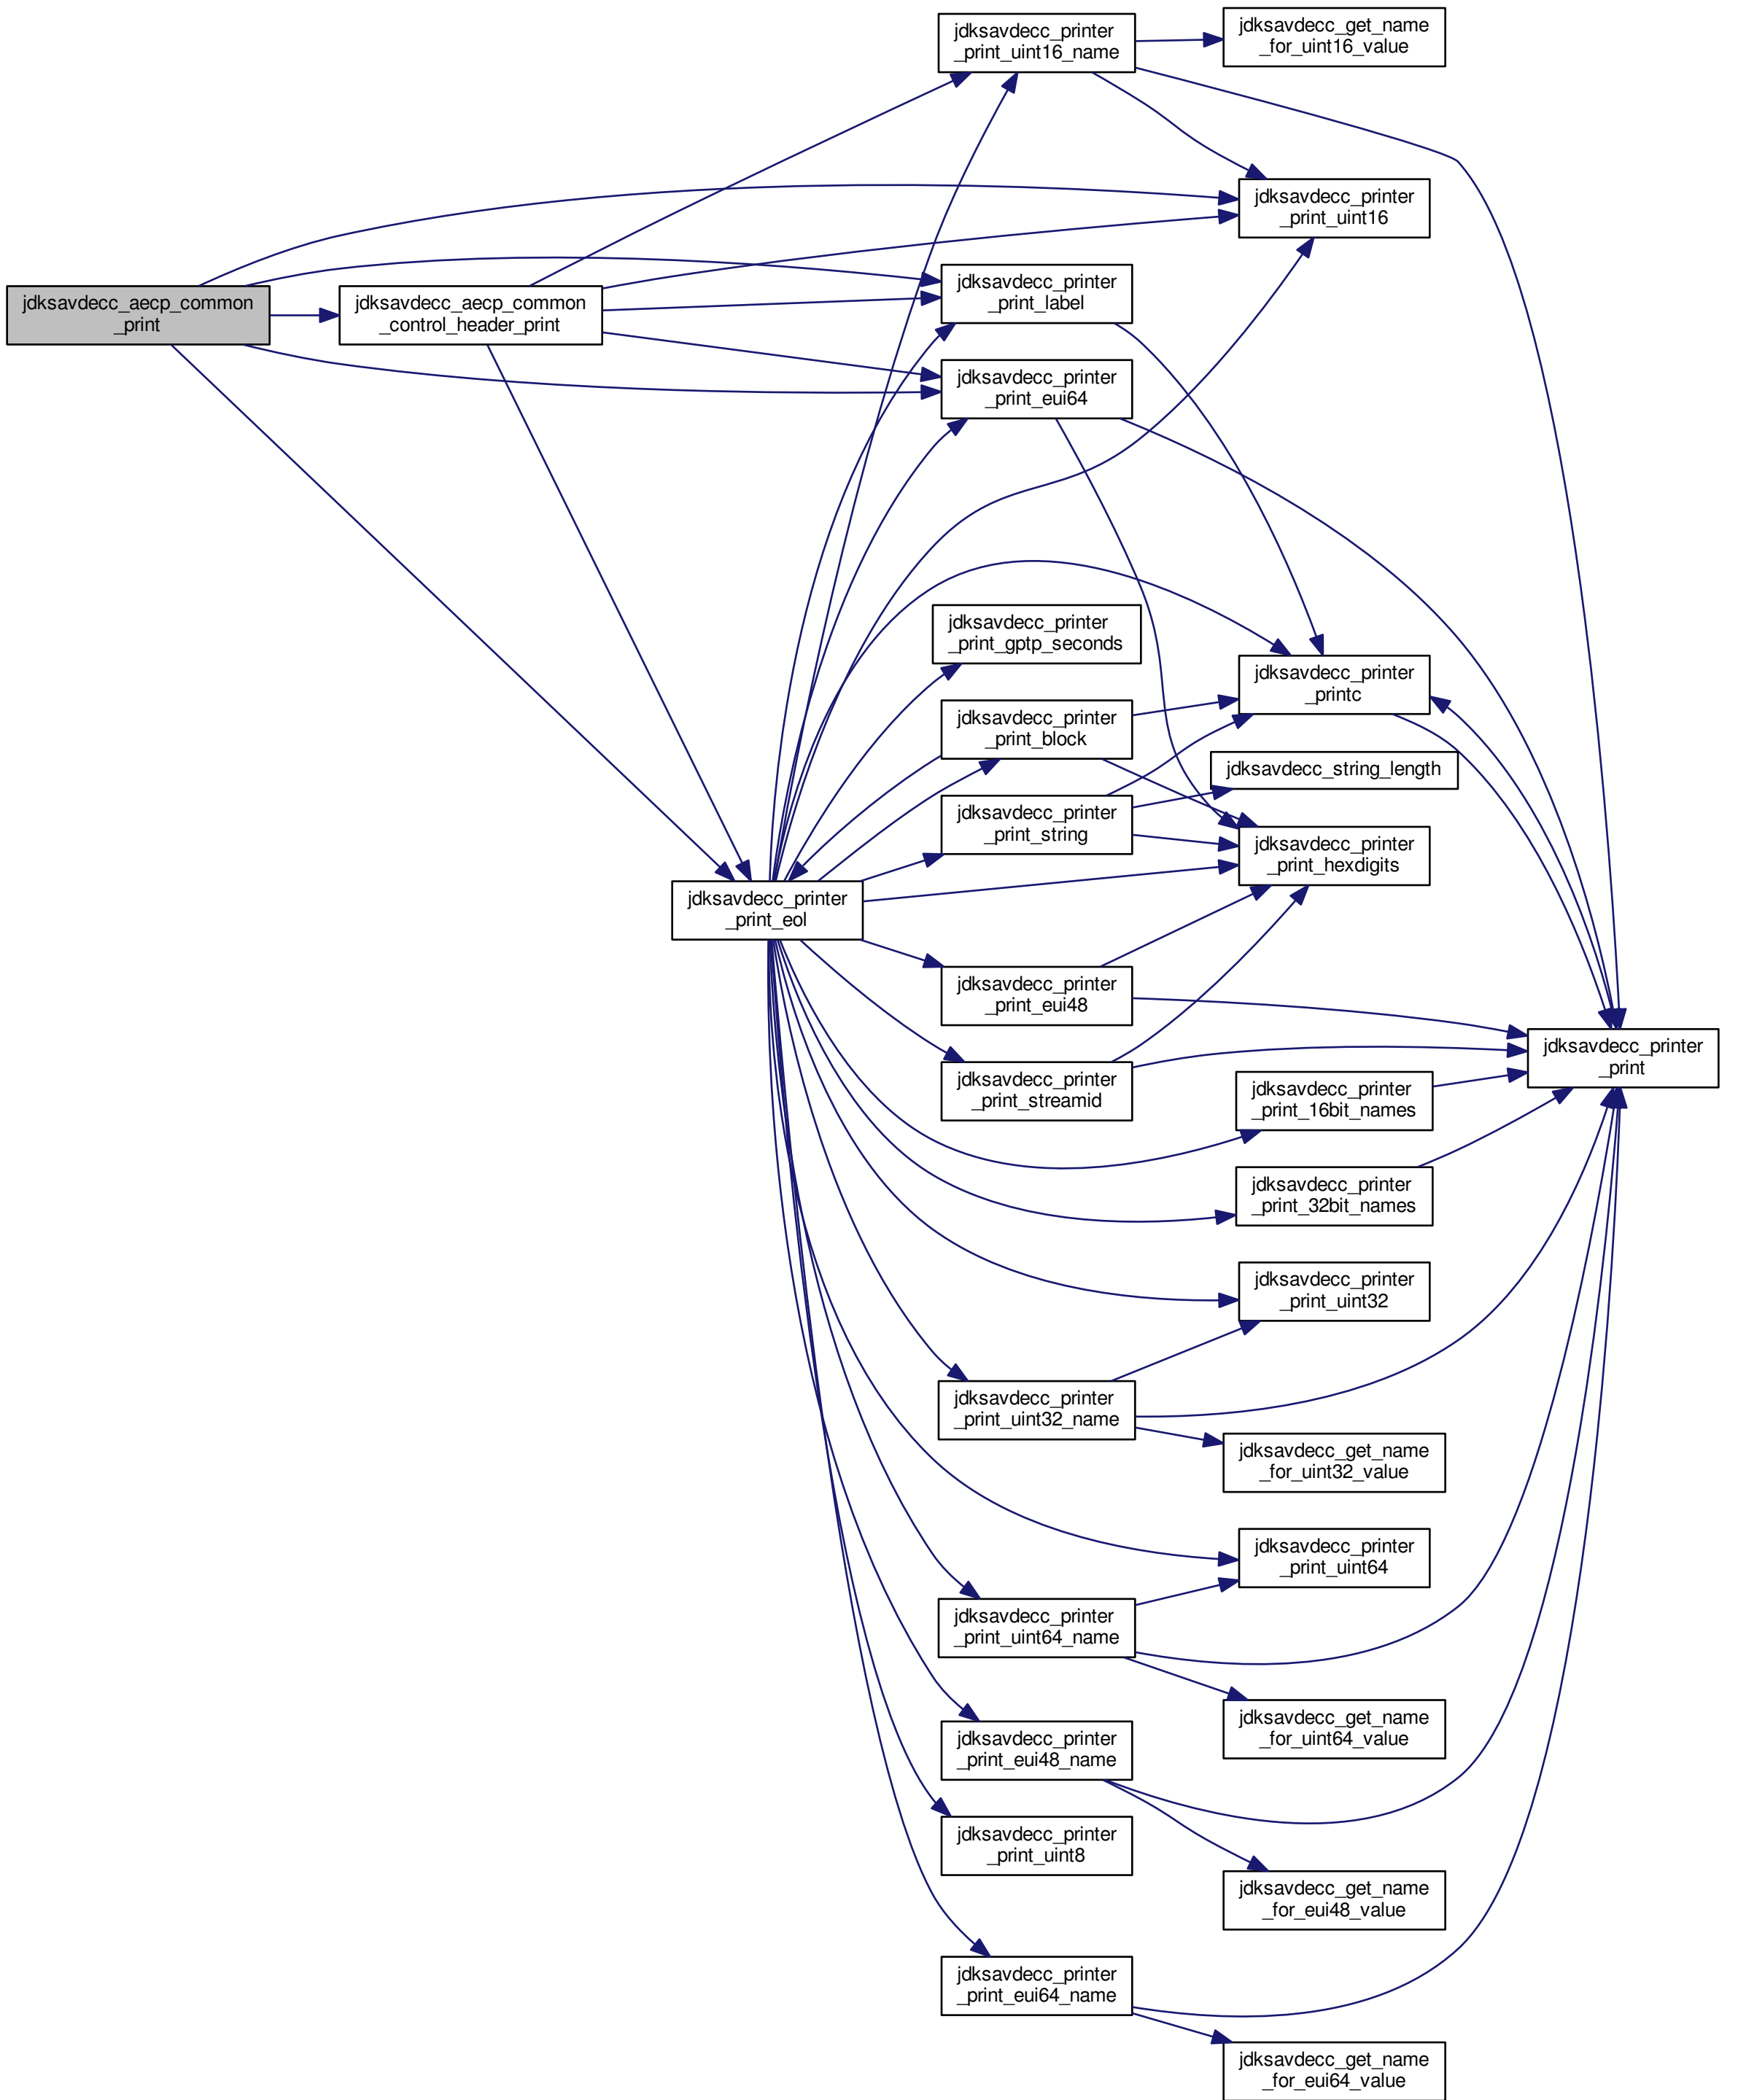 jdksavdecc_printer
_print_uint16_name
jdksavdecc_get_name
_for_uint16_value
jdksavdecc_printer
_print_uint16
jdksavdecc_aecp_common
_print
jdksavdecc_aecp_common
_control_header_print
jdksavdecc_printer
_print_label
jdksavdecc_printer
_print_eui64
jdksavdecc_printer
_print_gptp_seconds
jdksavdecc_printer
_printc
jdksavdecc_printer
_print_block
jdksavdecc_string_length
jdksavdecc_printer
_print_string
jdksavdecc_printer
_print_hexdigits
jdksavdecc_printer
_print_eol
jdksavdecc_printer
_print_eui48
jdksavdecc_printer
_print
jdksavdecc_printer
_print_streamid
jdksavdecc_printer
_print_16bit_names
jdksavdecc_printer
_print_32bit_names
jdksavdecc_printer
_print_uint32
jdksavdecc_printer
_print_uint32_name
jdksavdecc_get_name
_for_uint32_value
jdksavdecc_printer
_print_uint64
jdksavdecc_printer
_print_uint64_name
jdksavdecc_get_name
_for_uint64_value
jdksavdecc_printer
_print_eui48_name
jdksavdecc_printer
_print_uint8
jdksavdecc_get_name
_for_eui48_value
jdksavdecc_printer
_print_eui64_name
jdksavdecc_get_name
_for_eui64_value